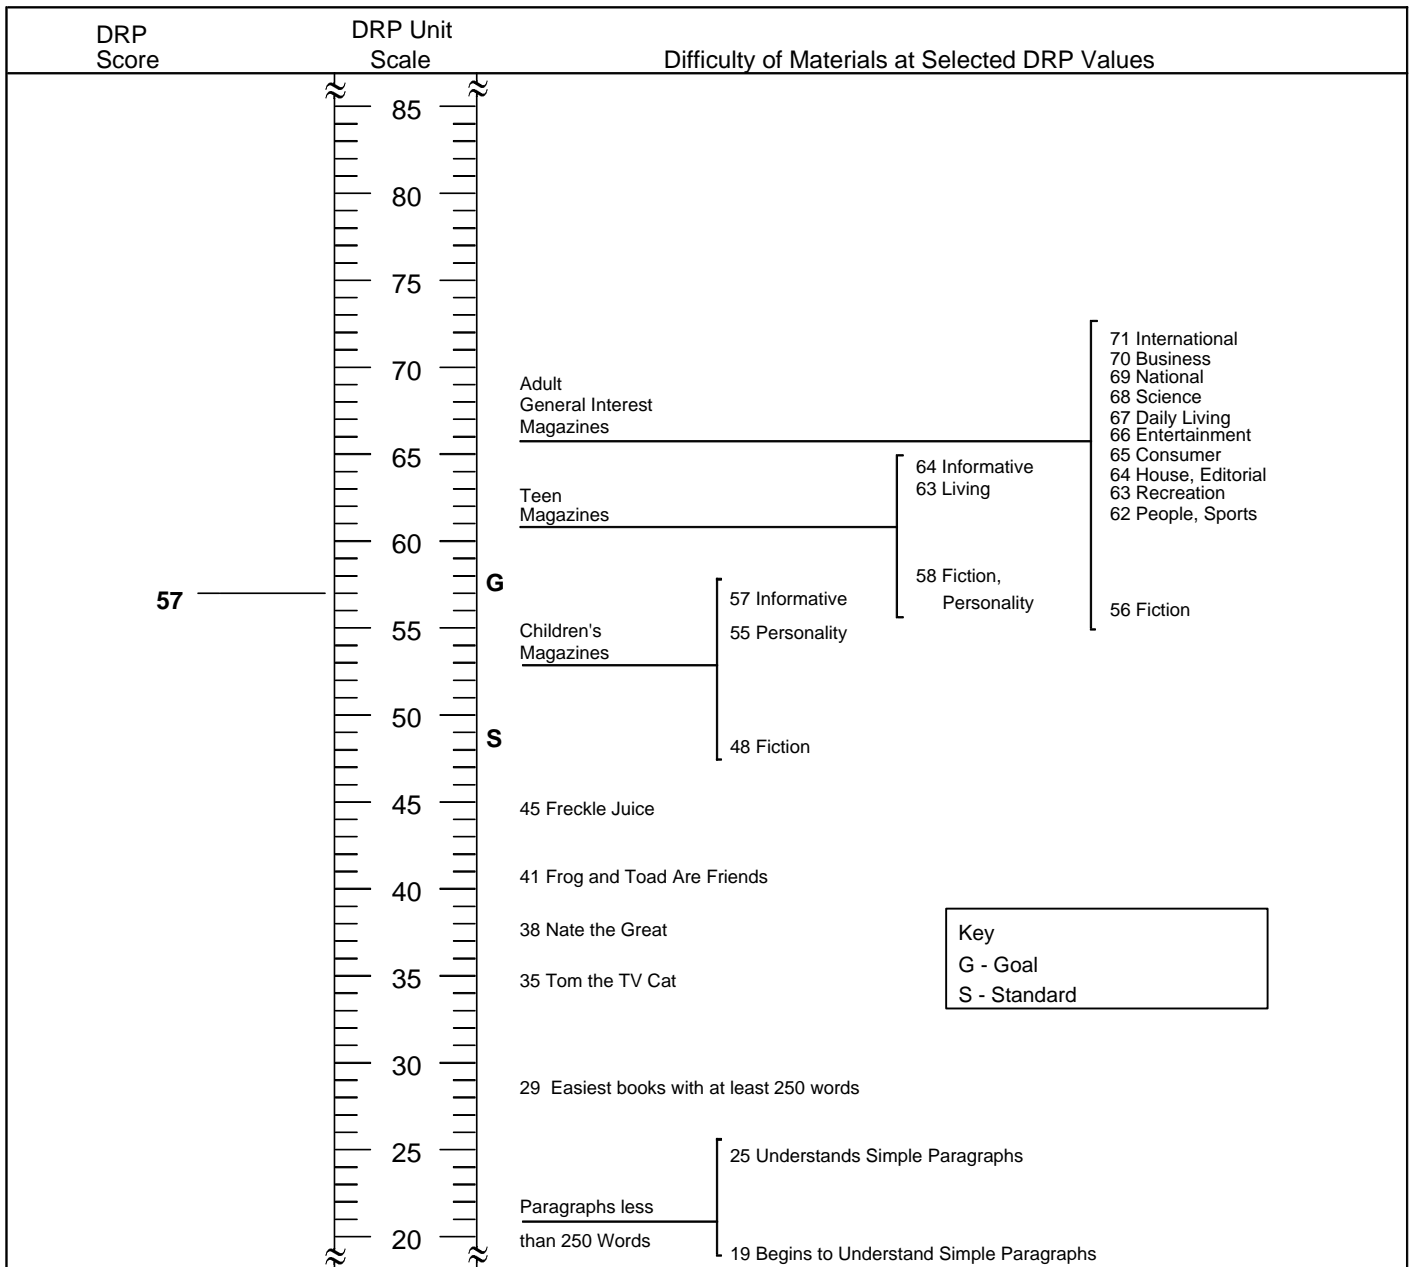 DRP
Score
DRP Unit
Scale
Difficulty of Materials at Selected DRP Values
85
80
75
70
65
60
55
50
45
40
35
30
25
20
57
G
S
Adult
General Interest
Magazines
71 International
70 Business
69 National
68 Science
67 Daily Living
66 Entertainment
65 Consumer
64 House, Editorial
63 Recreation
62 People, Sports
56 Fiction
Teen
Magazines
64 Informative
63 Living
58 Fiction,
Personality
Children's
Magazines
57 Informative
55 Personality
48 Fiction
45 Freckle Juice
41 Frog and Toad Are Friends
38 Nate the Great
35 Tom the TV Cat
29 Easiest books with at least 250 words
Paragraphs less
than 250 Words
25 Understands Simple Paragraphs
19 Begins to Understand Simple Paragraphs
Key
G - Goal
S - Standard